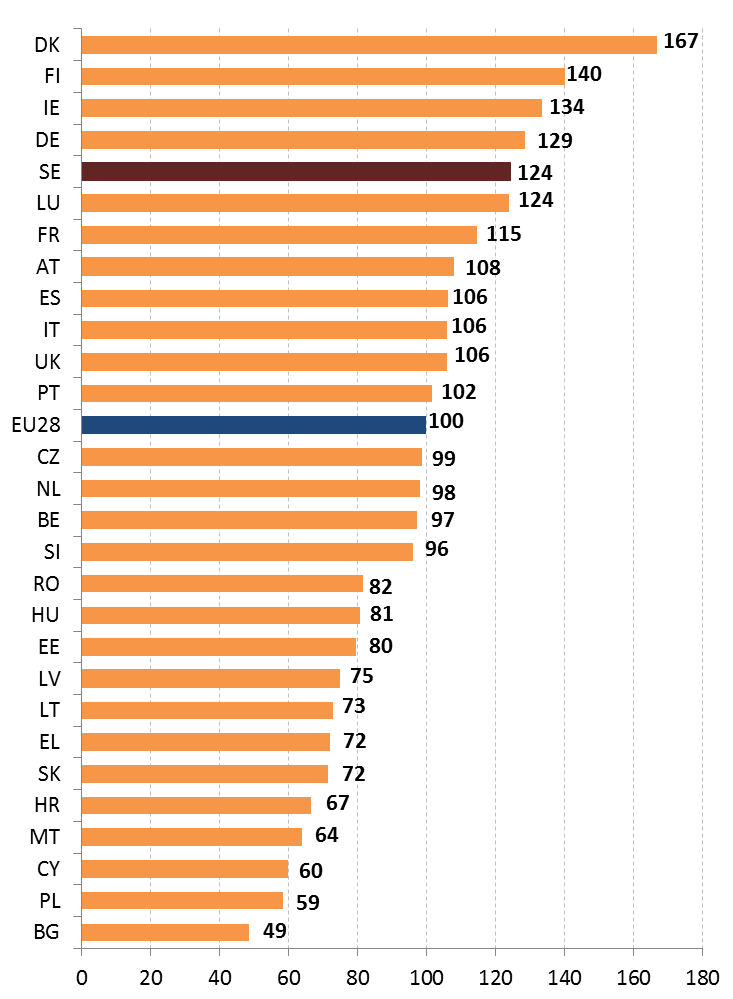 DK 167
FI 140
IE 134
DE 129
SE 124
LU 124
FR 115
AT 108
ES 106
IT 106
UK 106
PT 102
EU28 100
CZ 99
NL 98
BE 97
SI 96
RO 82
HU 81
EE 80
LV 75
LT 73
EL 72
SK 72
HR 67
MT 64
CY 60
PL 59
BG 49
0 20 40 60 80 100 120 140 160 180